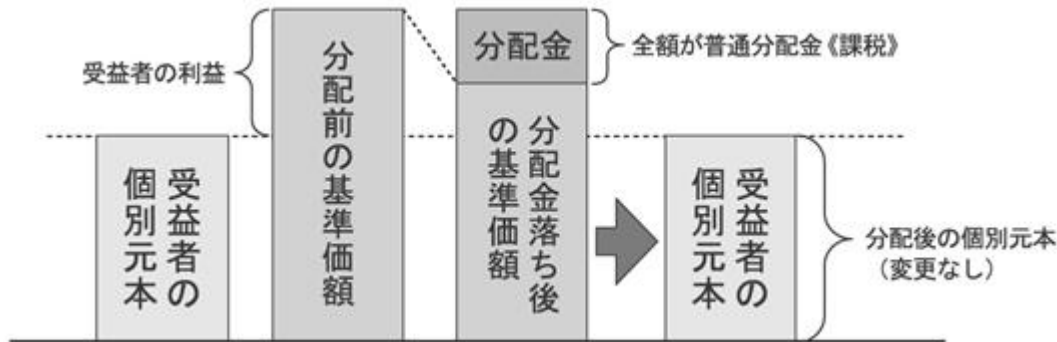 受益者の利益
受益者の
個別元本
分配前の基準価額
分配金
全額が普通分配金《課税》
分配金落ち後
の基準価額
受益者の
個別元本
分配後の個別元本
（変更なし）